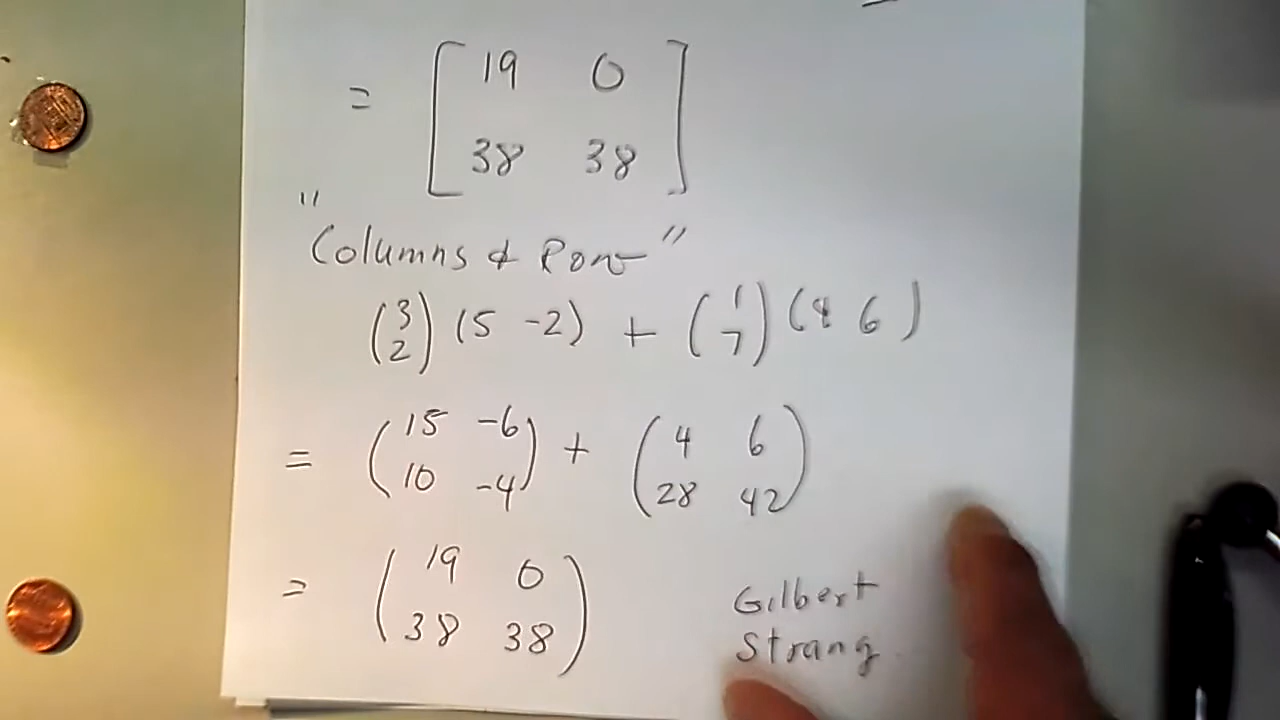 = [ 19 0
38 38 ]
"Columns & Rows"
(3 2) (5 -2) + (1 7) (4 6)
= (15 -6 10 -4) + (4 6 28 42)
= (19 0 38 38)
Gilbert
Strang